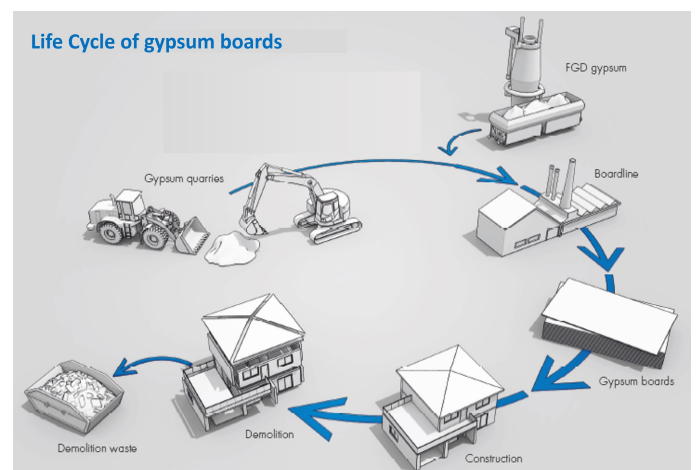 Life Cycle of gypsum boards
FGD gypsum
Gypsum quarries
Boardline
Gypsum boards
Construction
Demolition
Demolition waste